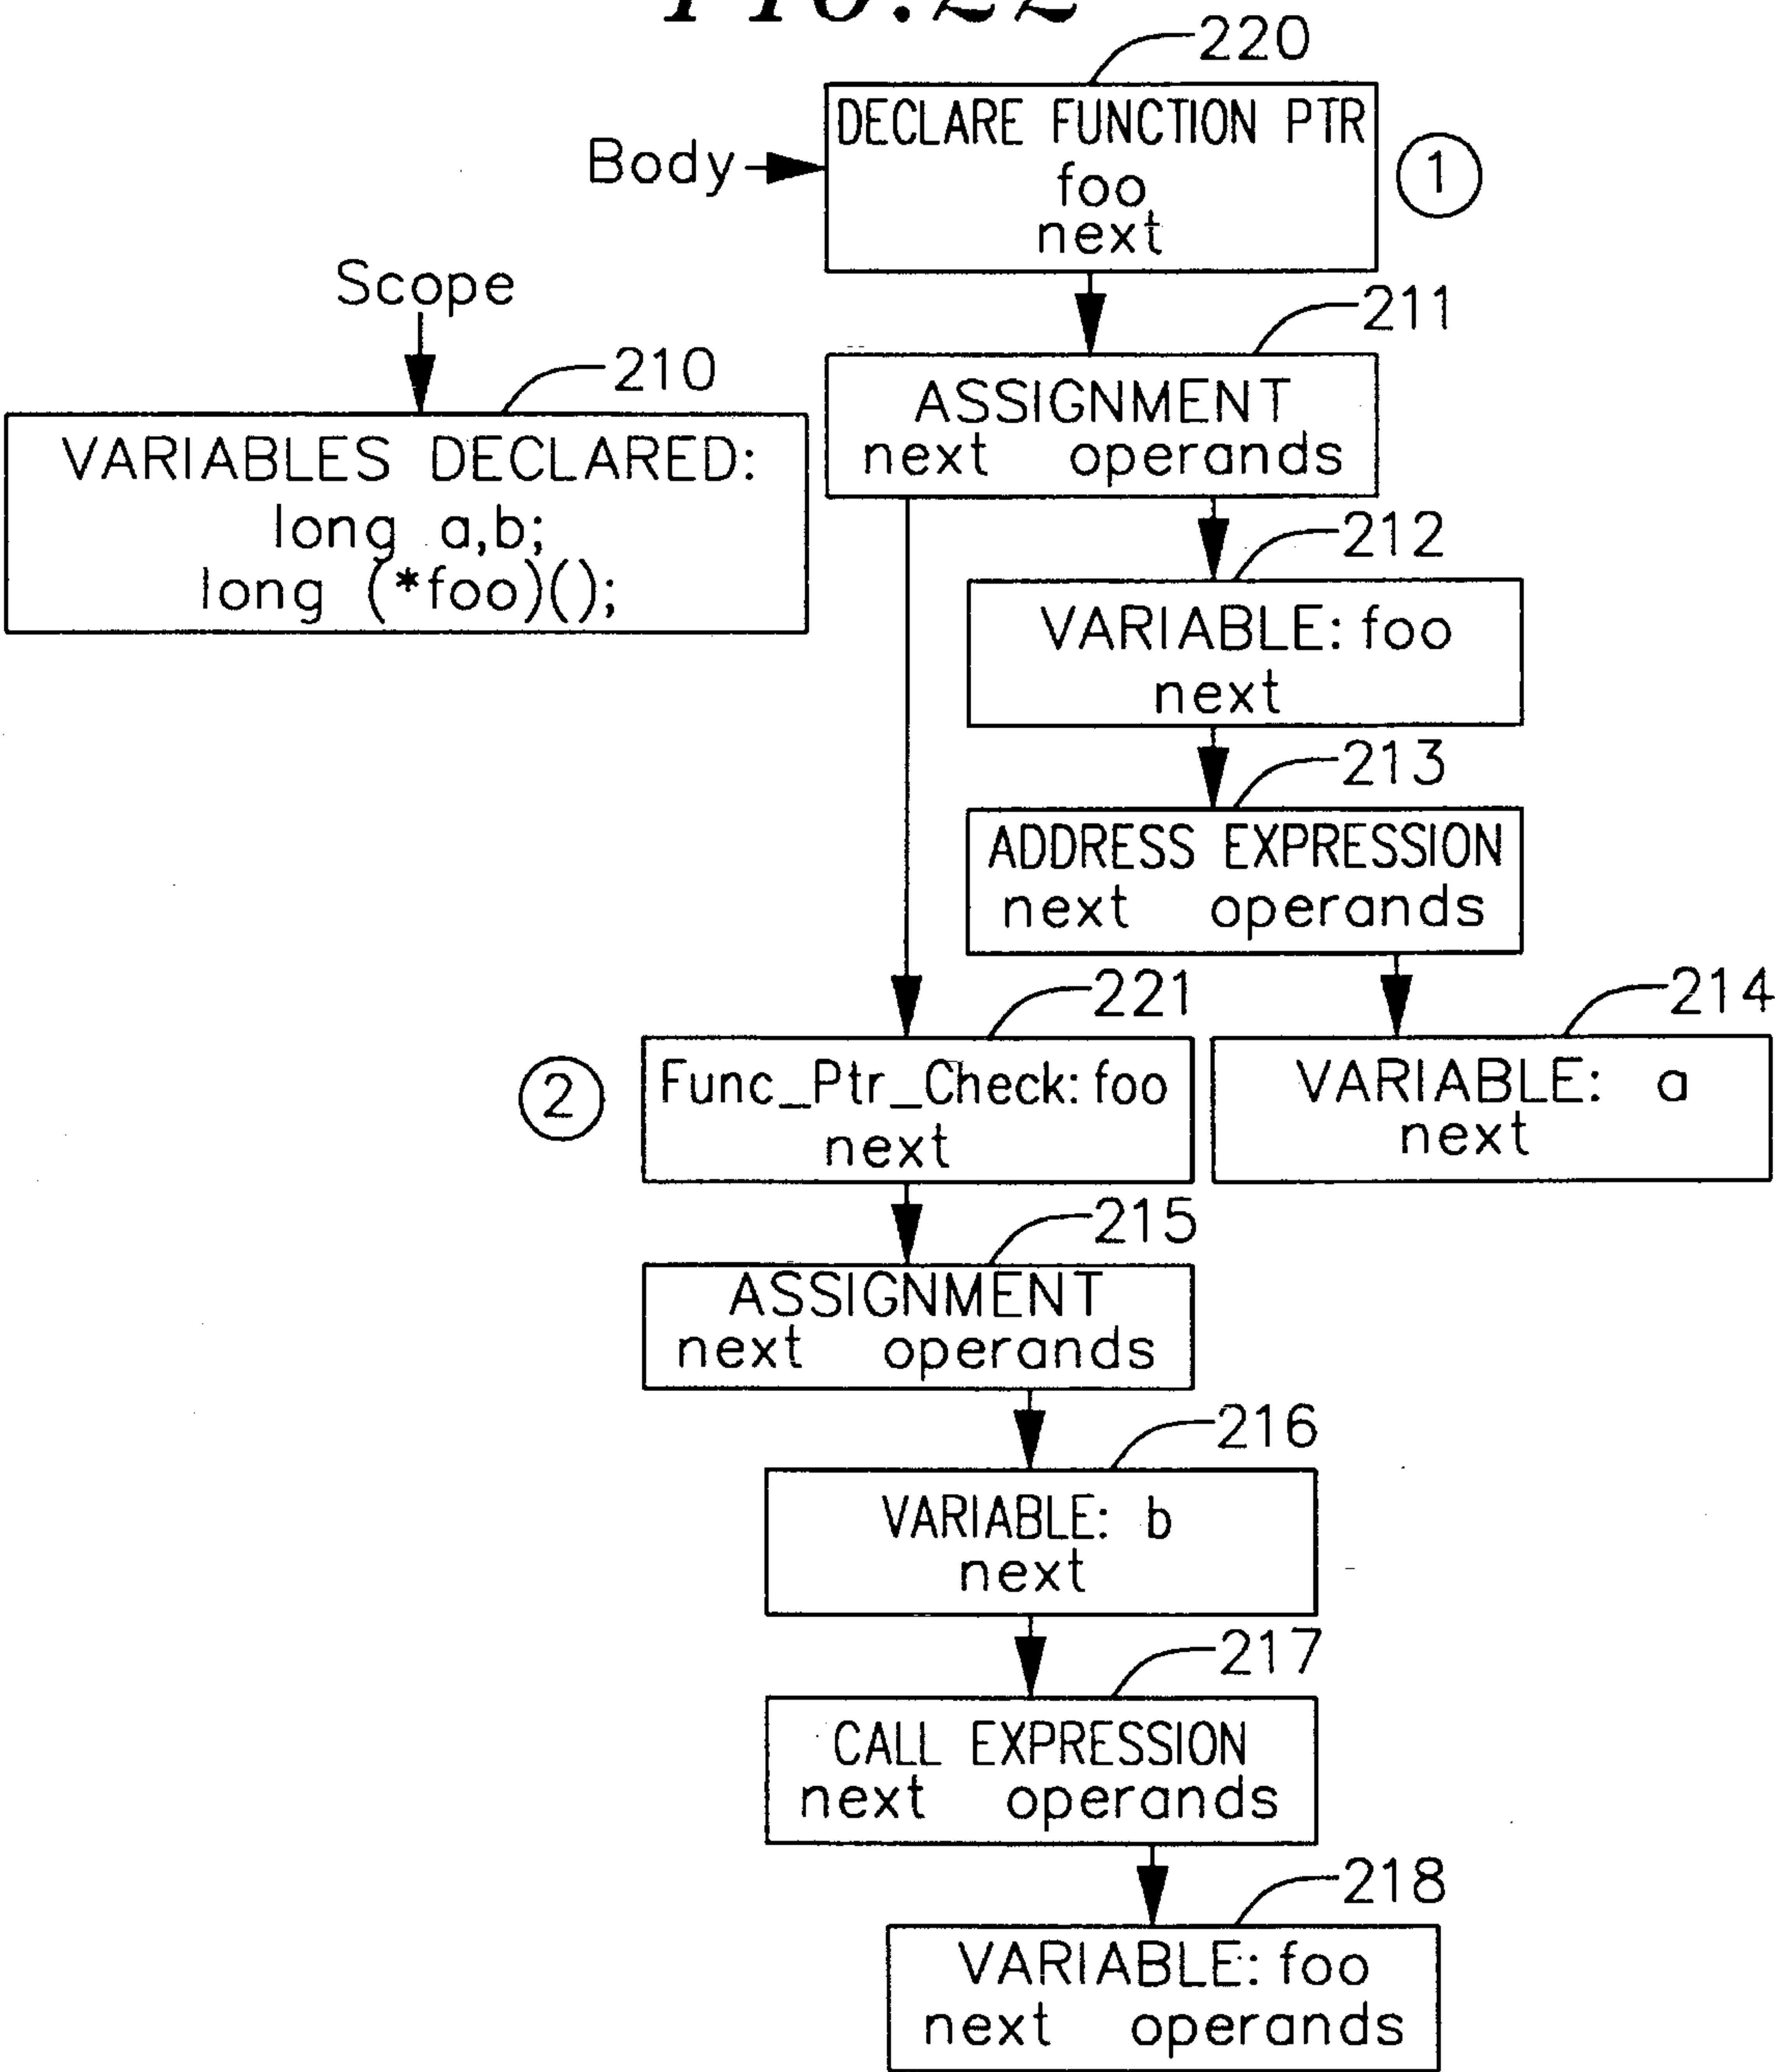 FIG.22
220
DECLARE FUNCTION PTR
foo
next
Body
1
Scope
210
VARIABLES DECLARED:
long a,b;
long (*foo)();
211
ASSIGNMENT
next operands
212
VARIABLE: foo
next
213
ADDRESS EXPRESSION
next operands
221
Func_Ptr_Check: foo
next
2
214
VARIABLE: a
next
215
ASSIGNMENT
next operands
216
VARIABLE: b
next
217
CALL EXPRESSION
next operands
218
VARIABLE: foo
next operands